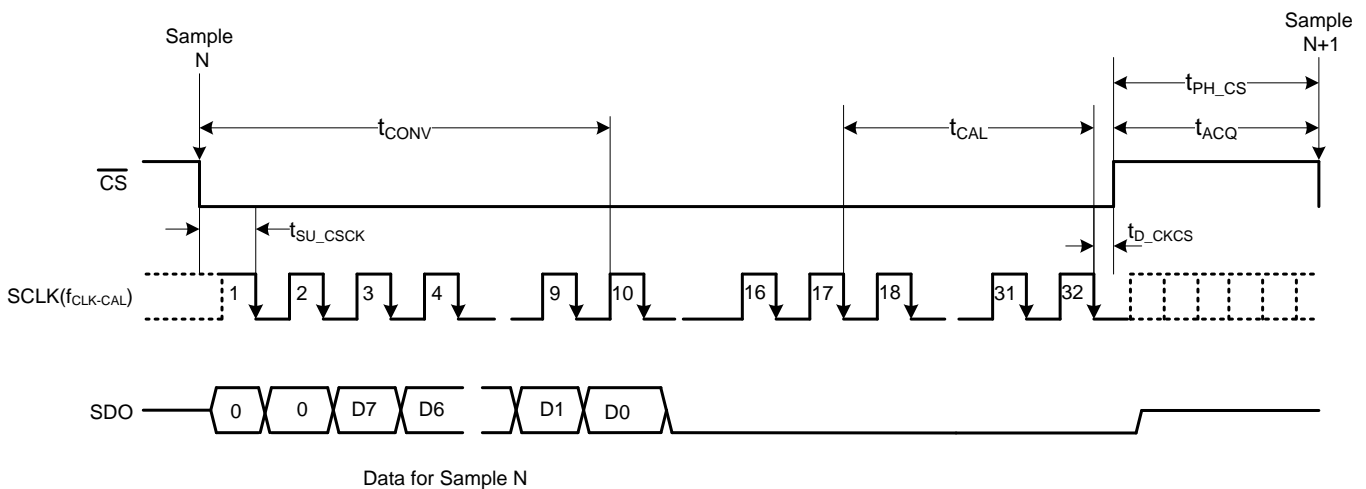 Sample
N
Sample
N+1
tPH_CS
tCONV
tCAL
tACQ
CS
tSU_CSCK
tD_CKCS
SCLK(fCLK-CAL)
1 2 3 4 9 10 16 17 18 31 32
SDO
0 0 D7 D6 D1 D0
Data for Sample N